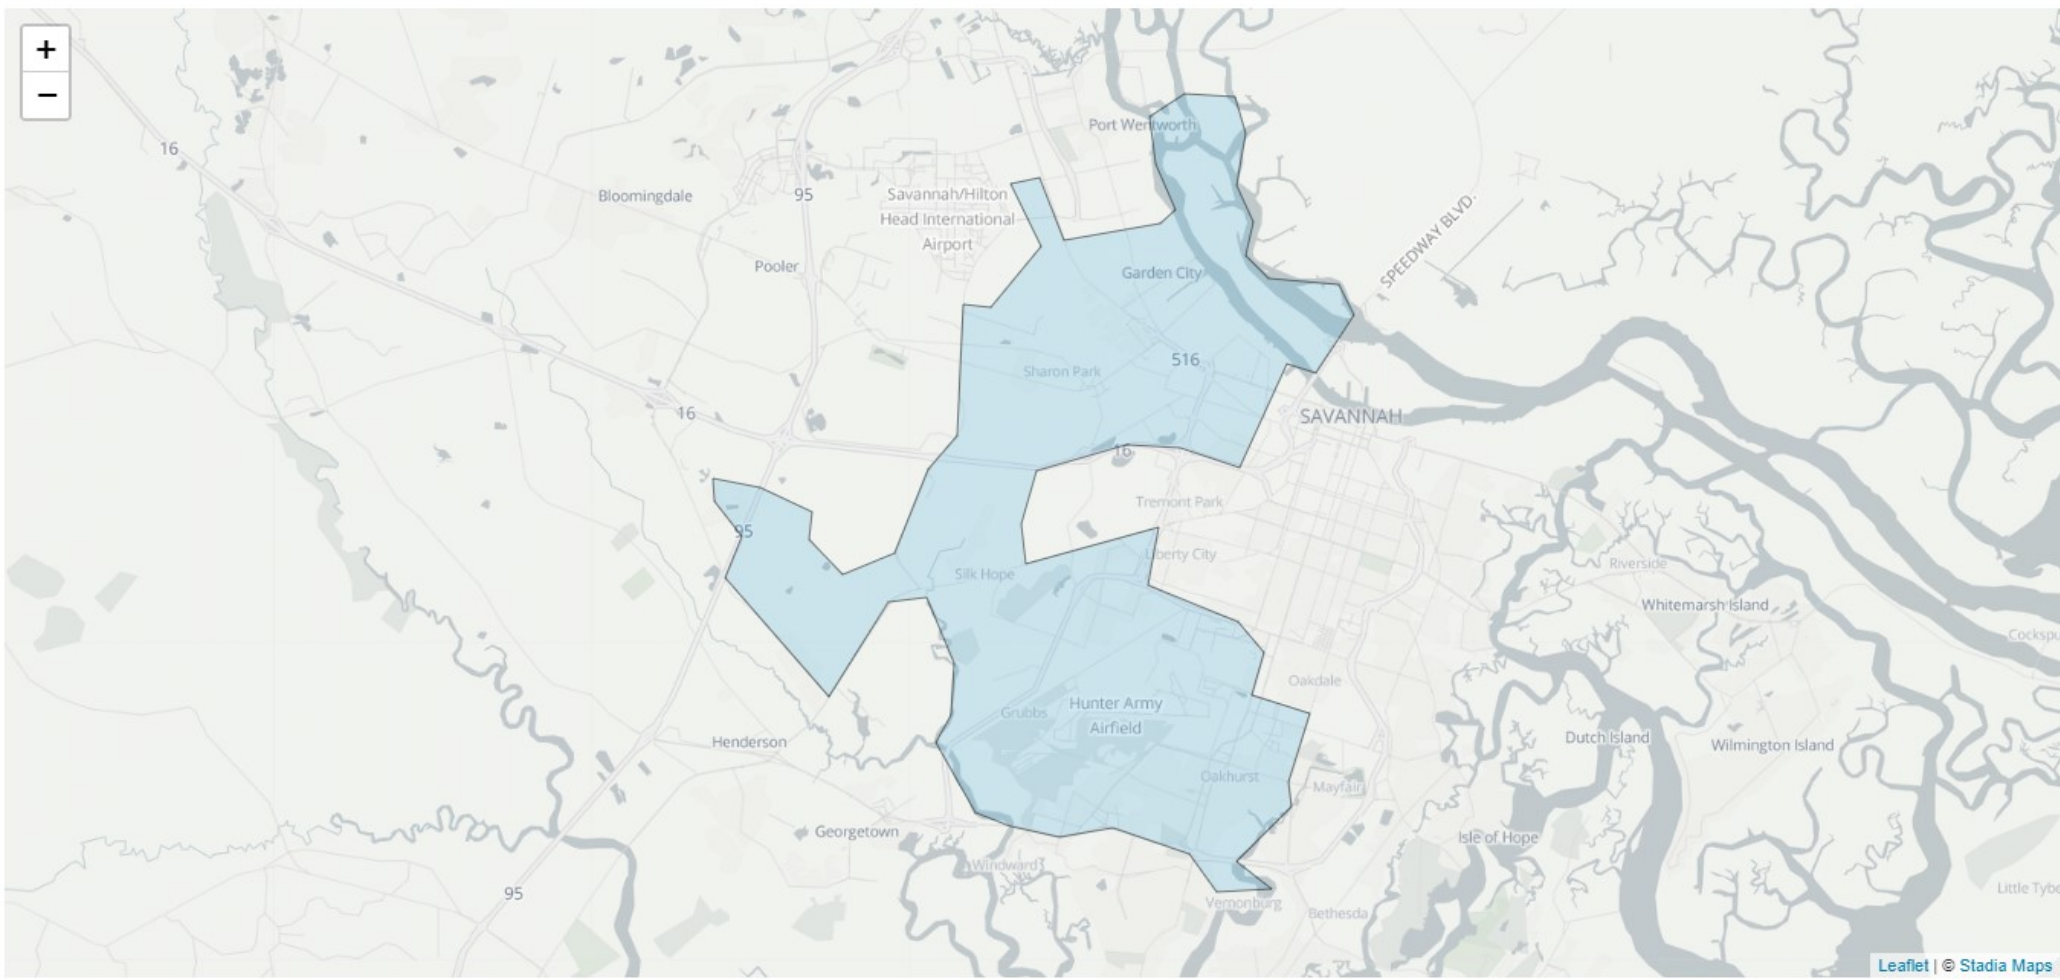 +
−
Port Wentworth
16
Bloomingdale
95
Savannah/Hilton
Head International
Airport
SPEEDWAY BLVD.
Pooler
Garden City
516
Sharon Park
16
SAVANNAH
16
Tremont Park
95
Liberty City
Silk Hope
Riverside
Whitemarsh Island
Cockspu
Oakdale
Grubbs
Hunter Army
Airfield
Henderson
Dutch Island
Wilmington Island
Oakhurst
Mayfair
Georgetown
Isle of Hope
Windward
95
Vernonburg
Bethesda
Little Tybe
Leaflet | © Stadia Maps